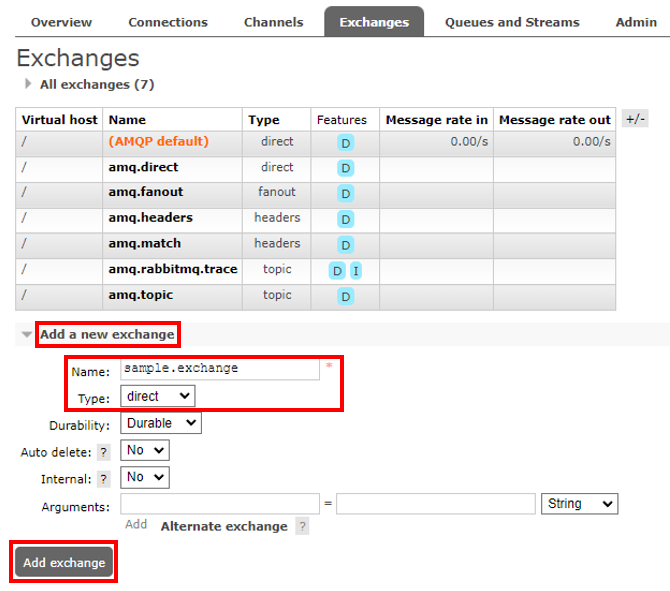 Overview Connections Channels Exchanges Queues and Streams Admin
Exchanges
All exchanges (7)
Virtual host Name Type Features Message rate in Message rate out +/-
/ (AMQP default) direct D 0.00/s 0.00/s
/ amq.direct direct D
/ amq.fanout fanout D
/ amq.headers headers D
/ amq.match headers D
/ amq.rabbitmq.trace topic D I
/ amq.topic topic D
Add a new exchange
Name: sample.exchange *
Type: direct
Durability: Durable
Auto delete: ? No
Internal: ? No
Arguments: = String
Add Alternate exchange ?
Add exchange